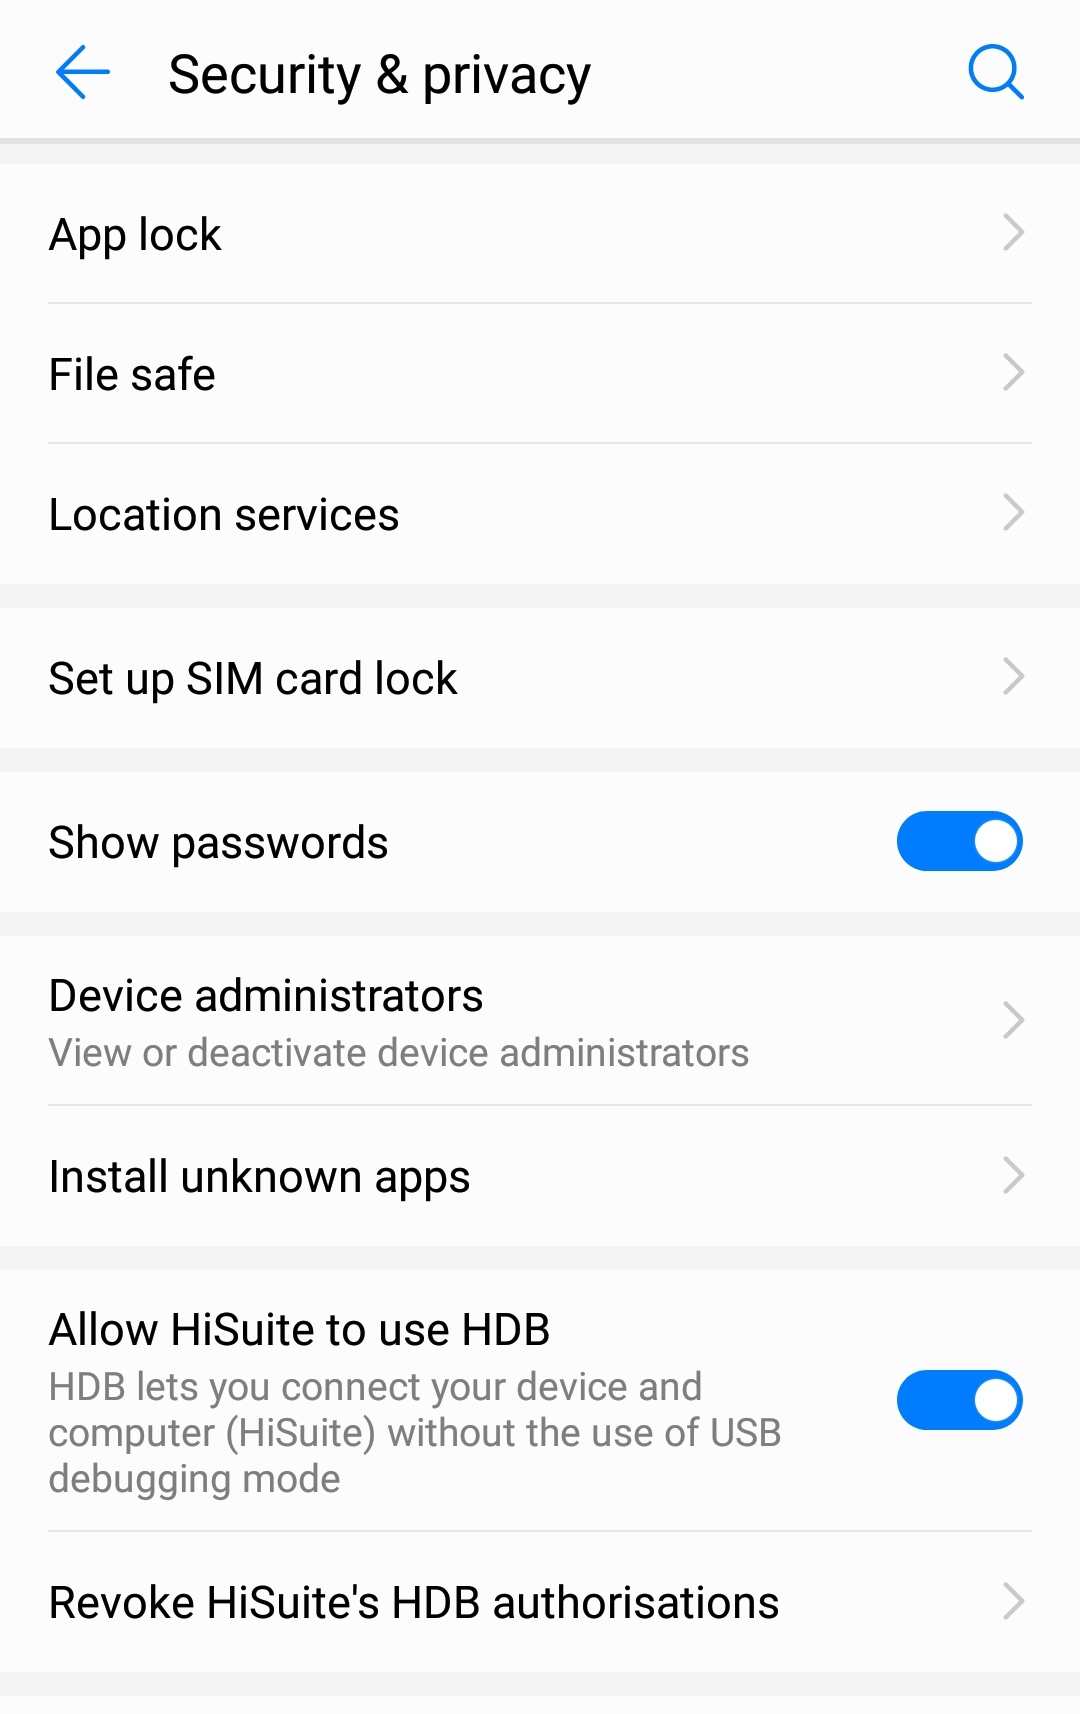 Security & privacy
App lock
File safe
Location services
Set up SIM card lock
Show passwords
Device administrators
View or deactivate device administrators
Install unknown apps
Allow HiSuite to use HDB
HDB lets you connect your device and
computer (HiSuite) without the use of USB
debugging mode
Revoke HiSuite's HDB authorisations